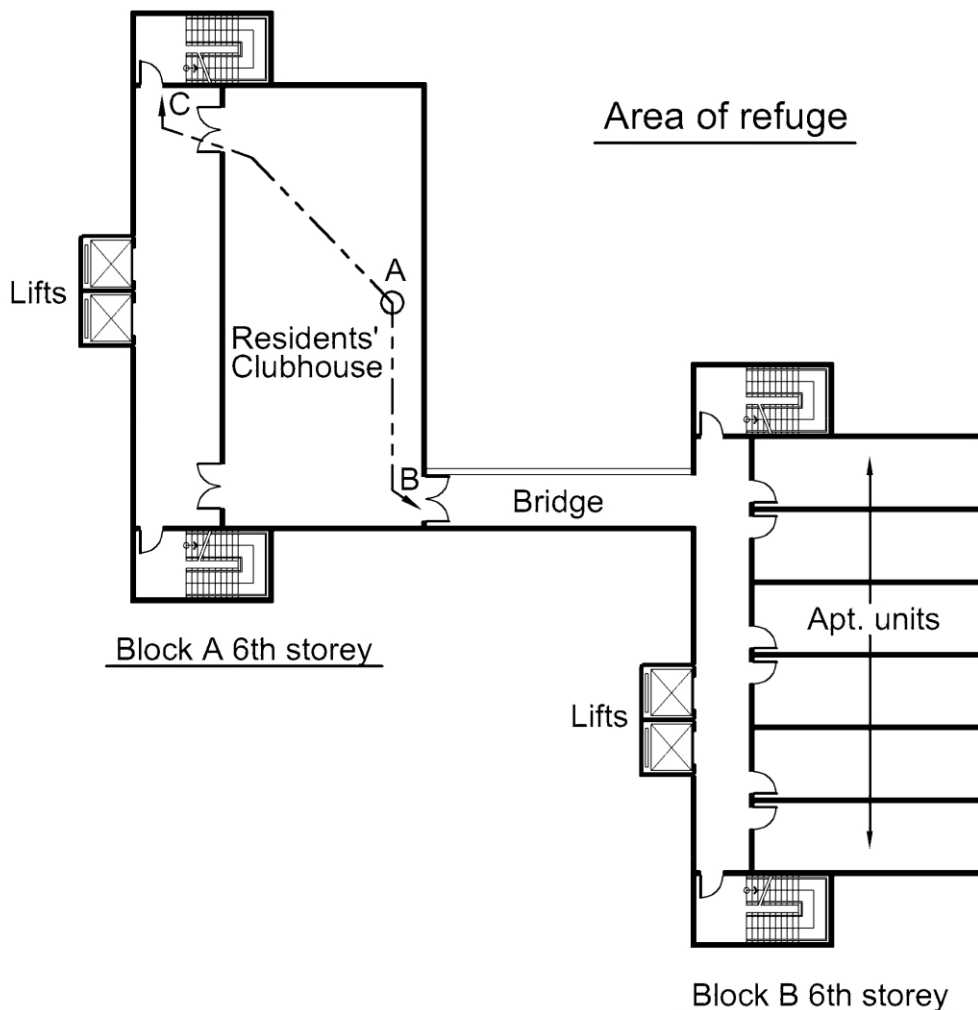 Area of refuge
C
A
Lifts
Residents'
Clubhouse
B
Bridge
Apt. units
Block A 6th storey
Lifts
Block B 6th storey